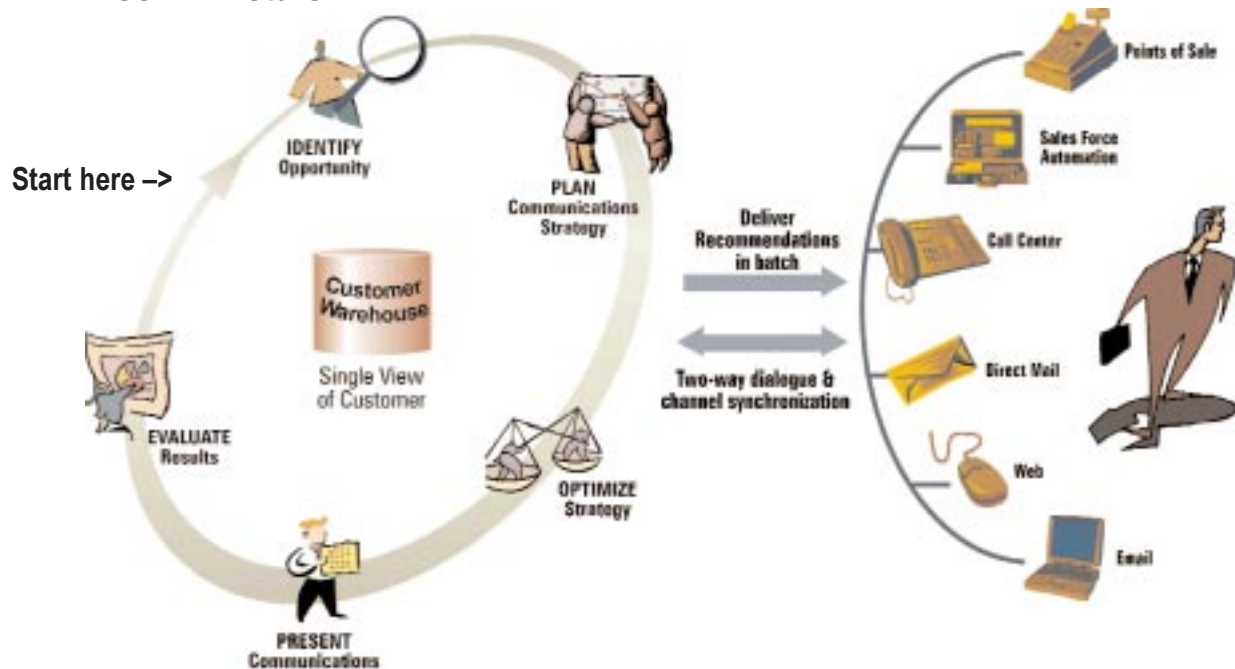 Start here –>
IDENTIFY
Opportunity
PLAN
Communications
Strategy
Customer
Warehouse
Single View
of Customer
EVALUATE
Results
OPTIMIZE
Strategy
PRESENT
Communications
Deliver
Recommendations
in batch
Two-way dialogue &
channel synchronization
Points of Sale
Sales Force
Automation
Call Center
Direct Mail
Web
Email